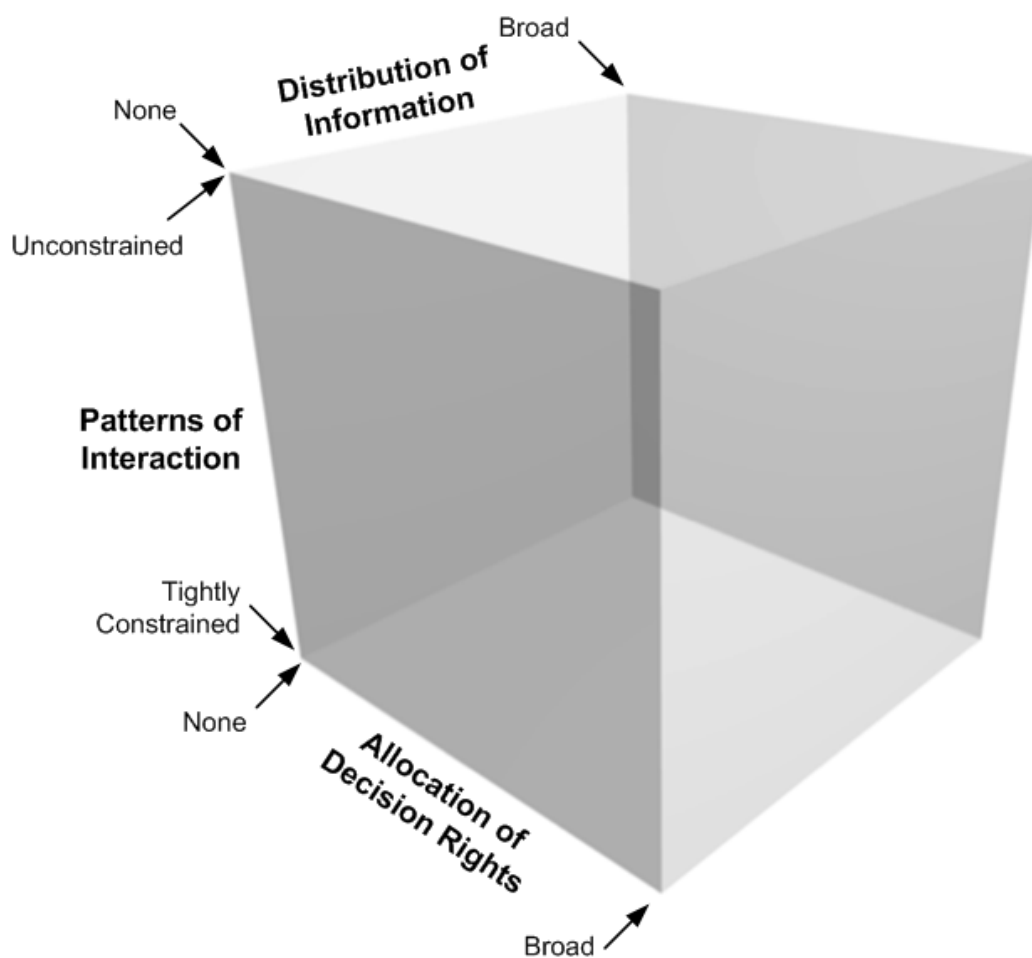 Broad
Distribution of
Information
None
Unconstrained
Patterns of
Interaction
Tightly
Constrained
None
Allocation of
Decision Rights
Broad